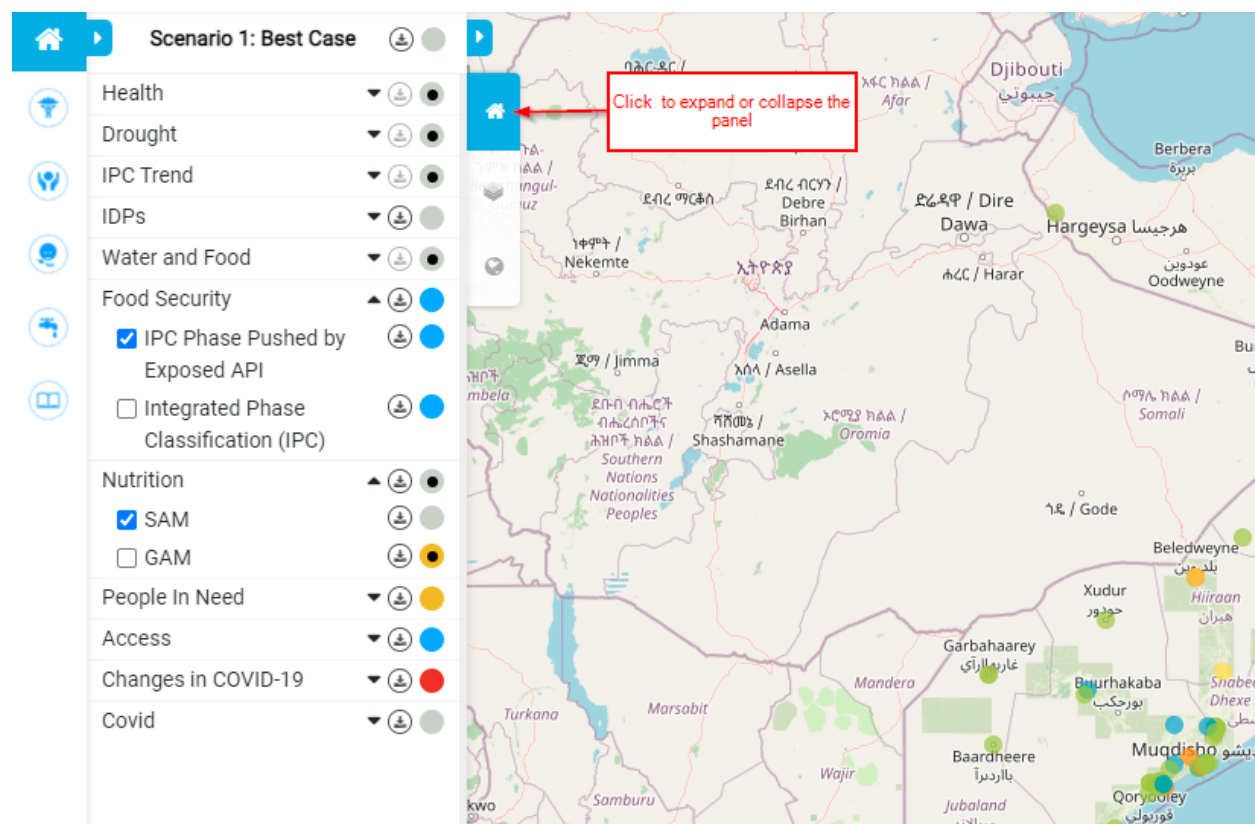 Scenario 1: Best Case
Health
Drought
IPC Trend
IDPs
Water and Food
Food Security
IPC Phase Pushed by
Exposed API
Integrated Phase
Classification (IPC)
Nutrition
SAM
GAM
People In Need
Access
Changes in COVID-19
Covid
Click to expand or collapse the
panel
Djibouti
جيبوتي
አፋር ክልል /
Afar
Berbera
بربرة
ደብረ ማርቆስ
ደብረ ብርሃን /
Debre
Birhan
ድሬዳዋ / Dire
Dawa
Hargeysa هرجيسا
عودوين
Oodweyne
ነቀምት /
Nekemte
ኢትዮጵያ
ሐረር / Harar
Adama
ጅማ / Jimma
አሰላ / Asella
ሶማሌ ክልል /
Somali
ደቡብ ብሔሮች
ብሔረሰቦችና
ሕዝቦች ክልል /
Southern
Nations
Nationalities
Peoples
ሻሸመኔ /
Shashamane
ኦሮሚያ ክልል /
Oromia
ጎዴ / Gode
Beledweyne
بلدوين
Hiiraan
هيران
Xudur
حودور
Garbahaarey
غاربهاارآي
Mandera
Buurhakaba
بورحكب
Dhexe
Turkana
Marsabit
Muqdisho
Baardheere
بااردىرآ
Wajir
Samburu
Jubaland
Qoryooley
قوريولي